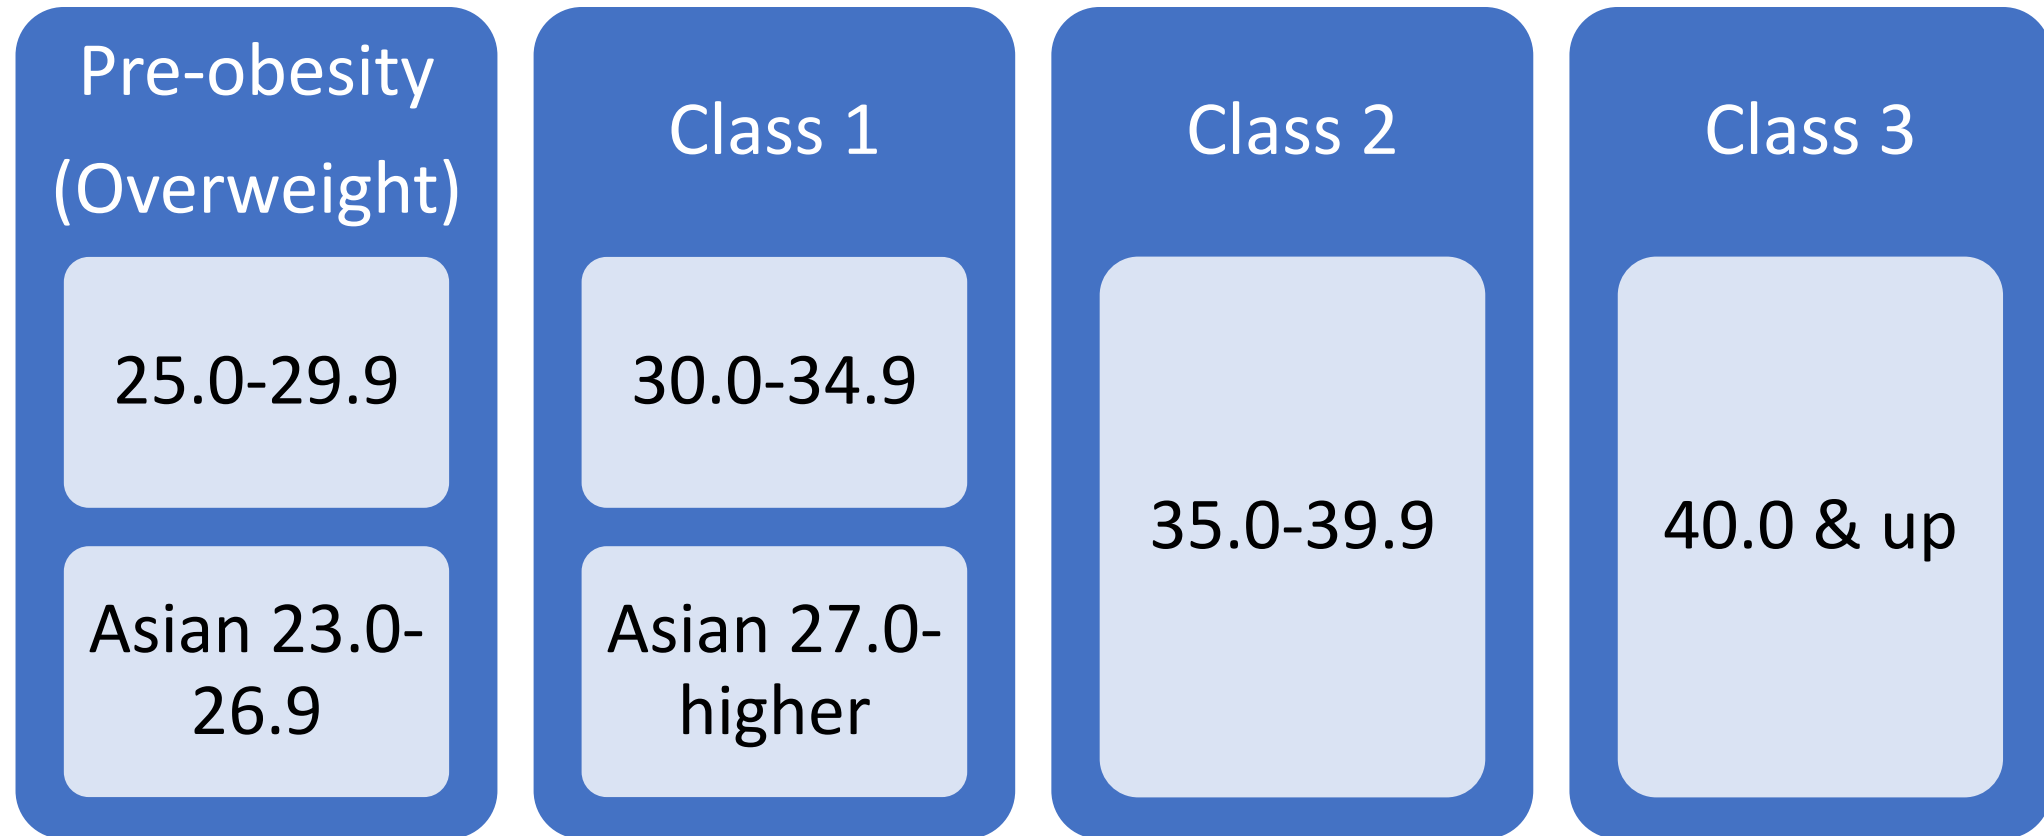 Pre-obesity
(Overweight)
25.0-29.9
Asian 23.0-
26.9
Class 1
30.0-34.9
Asian 27.0-
higher
Class 2
35.0-39.9
Class 3
40.0 & up